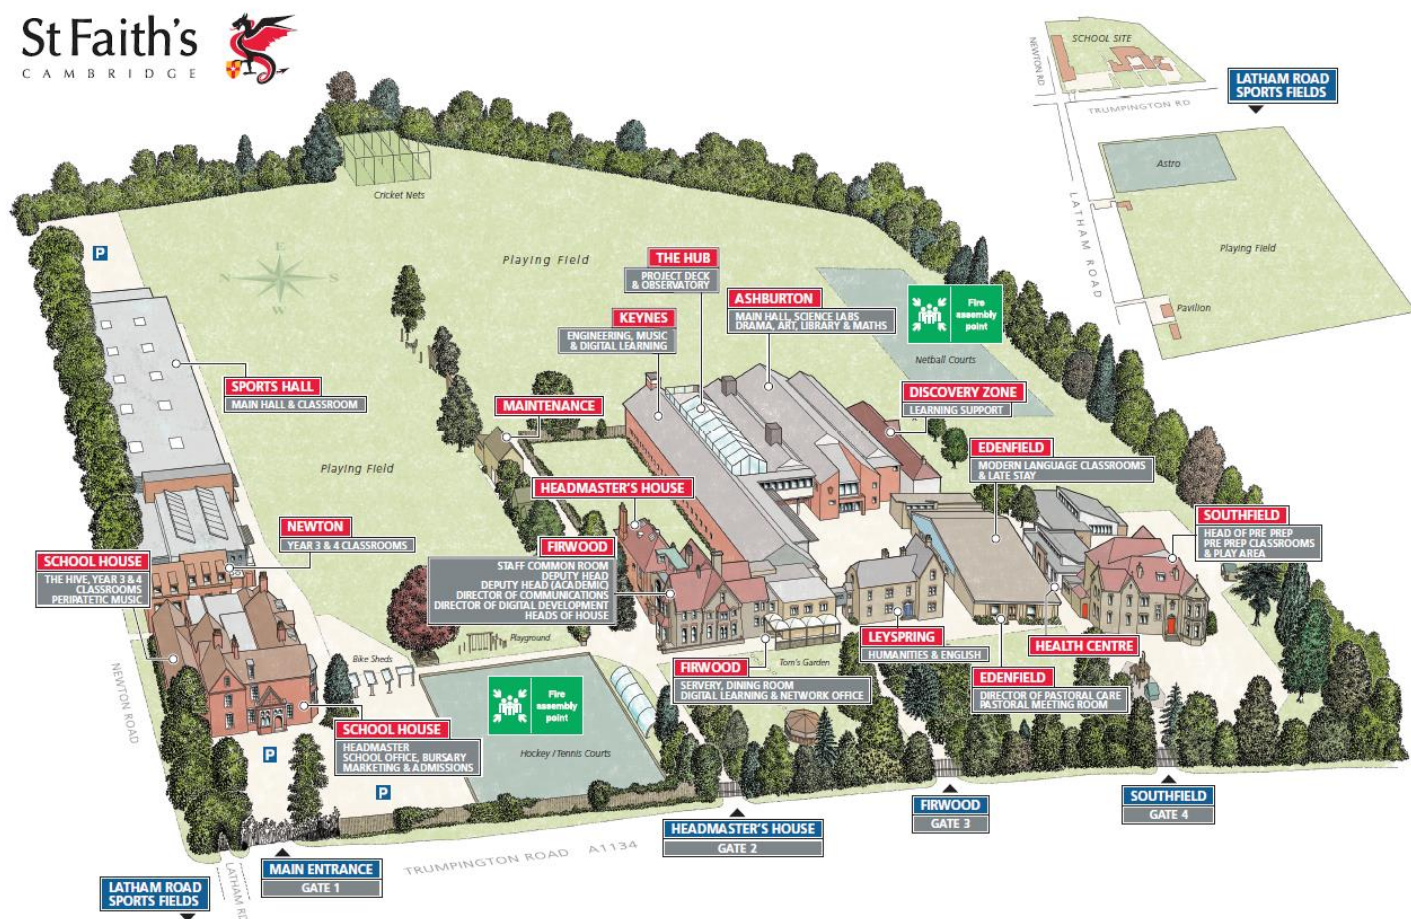 St Faith's
CAMBRIDGE
SCHOOL SITE
NEWTON RD
TRUMPINGTON RD
LATHAM ROAD
SPORTS FIELDS
Astro
LATHAM ROAD
Playing Field
Pavilion
Cricket Nets
P
E
N
S
W
Playing Field
THE HUB
PROJECT DECK
& OBSERVATORY
ASHBURTON
MAIN HALL, SCIENCE LABS
DRAMA, ART, LIBRARY & MATHS
Fire
assembly
point
Netball Courts
KEYNES
ENGINEERING, MUSIC
& DIGITAL LEARNING
SPORTS HALL
MAIN HALL & CLASSROOM
MAINTENANCE
DISCOVERY ZONE
LEARNING SUPPORT
EDENFIELD
MODERN LANGUAGE CLASSROOMS
& LATE STAY
Playing Field
HEADMASTER'S HOUSE
SOUTHFIELD
HEAD OF PRE PREP
PRE PREP CLASSROOMS
& PLAY AREA
NEWTON
YEAR 3 & 4 CLASSROOMS
FIRWOOD
STAFF COMMON ROOM
DEPUTY HEAD
DEPUTY HEAD (ACADEMIC)
DIRECTOR OF COMMUNICATIONS
DIRECTOR OF DIGITAL DEVELOPMENT
HEADS OF HOUSE
SCHOOL HOUSE
THE HIVE, YEAR 3 & 4
CLASSROOMS
PERIPATETIC MUSIC
Playground
LEYSPRING
HUMANITIES & ENGLISH
HEALTH CENTRE
Bike Sheds
FIRWOOD
SERVERY, DINING ROOM
DIGITAL LEARNING & NETWORK OFFICE
Tom's Garden
EDENFIELD
DIRECTOR OF PASTORAL CARE
PASTORAL MEETING ROOM
NEWTON ROAD
Fire
assembly
point
SCHOOL HOUSE
HEADMASTER
SCHOOL OFFICE, BURSARY
MARKETING & ADMISSIONS
Hockey / Tennis Courts
P
P
SOUTHFIELD
GATE 4
FIRWOOD
GATE 3
HEADMASTER'S HOUSE
GATE 2
TRUMPINGTON ROAD A1134
MAIN ENTRANCE
GATE 1
LATHAM RD
LATHAM ROAD
SPORTS FIELDS